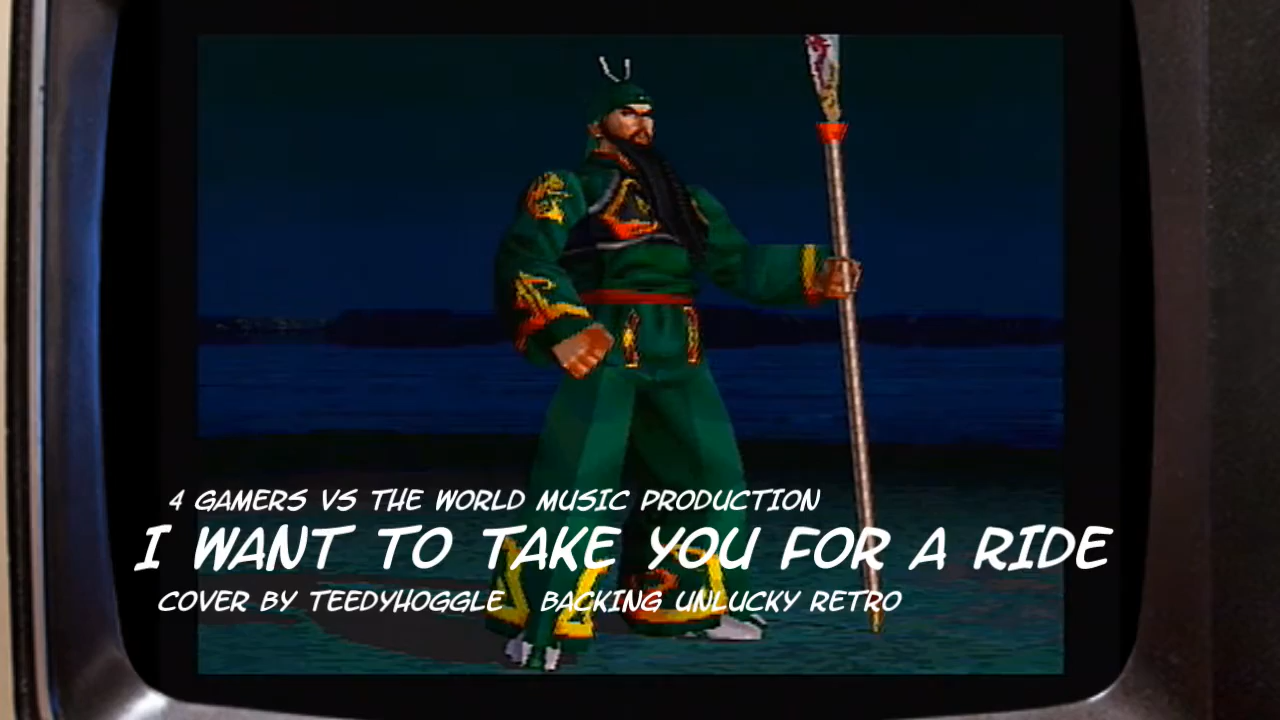 4 GAMERS VS THE WORLD MUSIC PRODUCTION
I WANT TO TAKE YOU FOR A RIDE
COVER BY TEEDYHOGGLE BACKING UNLUCKY RETRO